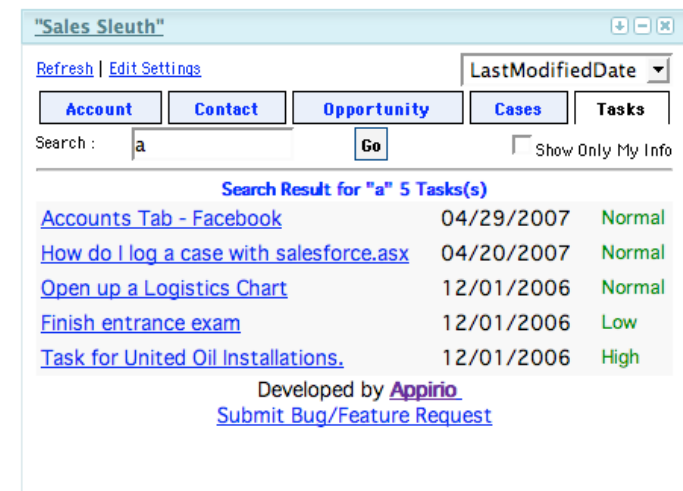 "Sales Sleuth"
Refresh | Edit Settings LastModifiedDate
Account Contact Opportunity Cases Tasks
Search : a Go Show Only My Info
Search Result for "a" 5 Tasks(s)
Accounts Tab - Facebook 04/29/2007 Normal
How do I log a case with salesforce.asx 04/20/2007 Normal
Open up a Logistics Chart 12/01/2006 Normal
Finish entrance exam 12/01/2006 Low
Task for United Oil Installations. 12/01/2006 High
Developed by Appirio
Submit Bug/Feature Request